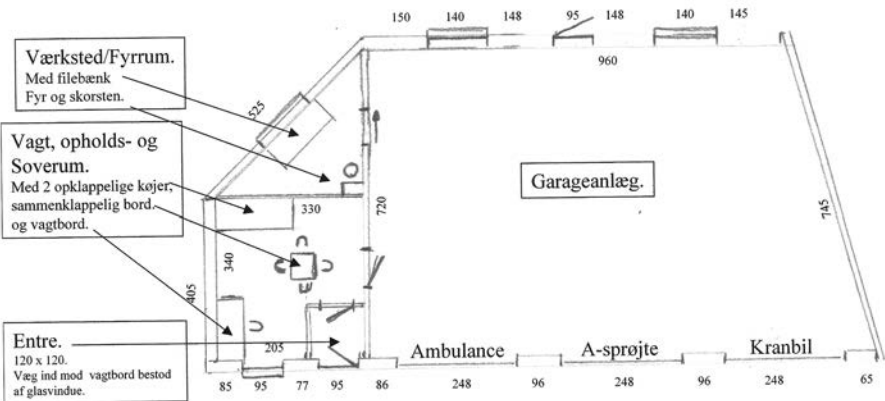 150 140 148 95 148 140 145
960
Værksted/Fyrrum.
Med filebænk
Fyr og skorsten.
525
Vagt, opholds- og
Soverum.
Med 2 opklappelige køjer,
sammenklappelig bord.
og vagtbord.
330
720
Garageanlæg.
745
340
405
Entre.
120 x 120.
Væg ind mod vagtbord bestod
af glasvindue.
205
Ambulance A-sprøjte Kranbil
85 95 77 95 86 248 96 248 96 248 65